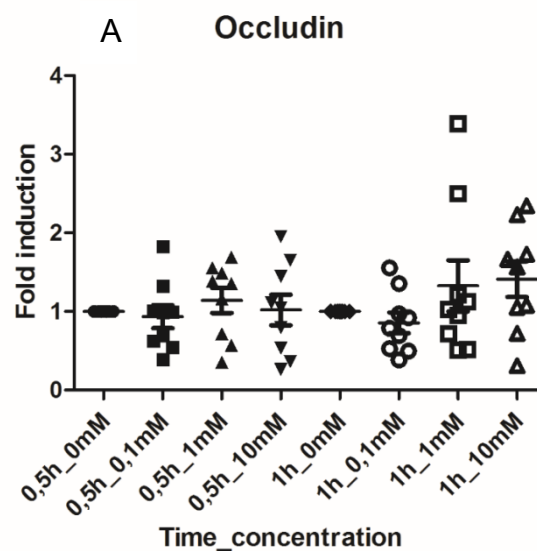 A Occludin
Fold induction
4
3
2
1
0
0,5h_0mM
0,5h_0,1mM
0,5h_1mM
0,5h_10mM
1h_0mM
1h_0,1mM
1h_1mM
1h_10mM
Time_concentration